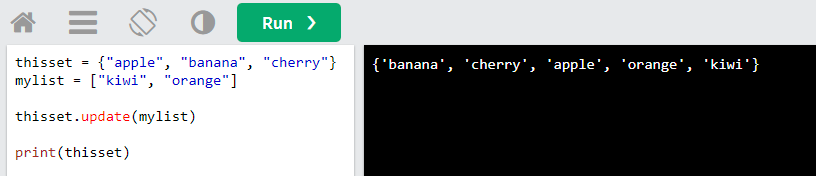 Run ❯
thisset = {"apple", "banana", "cherry"}
mylist = ["kiwi", "orange"]
thisset.update(mylist)
print(thisset)
{'banana', 'cherry', 'apple', 'orange', 'kiwi'}